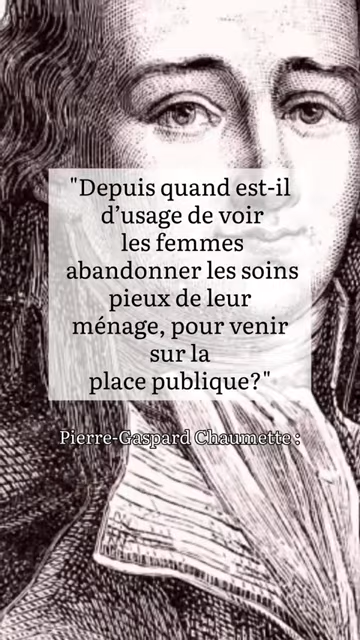 "Depuis quand est-il
d’usage de voir
les femmes
abandonner les soins
pieux de leur
ménage, pour venir
sur la
place publique?"
Pierre-Gaspard Chaumette :